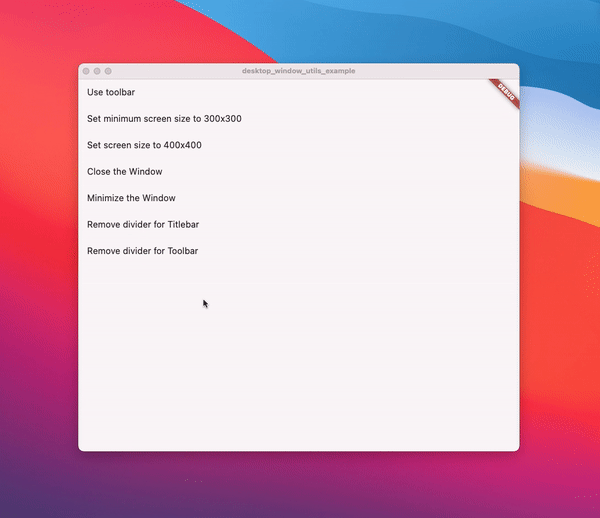 desktop_window_utils_example
DEBUG
Use toolbar
Set minimum screen size to 300x300
Set screen size to 400x400
Close the Window
Minimize the Window
Remove divider for Titlebar
Remove divider for Toolbar